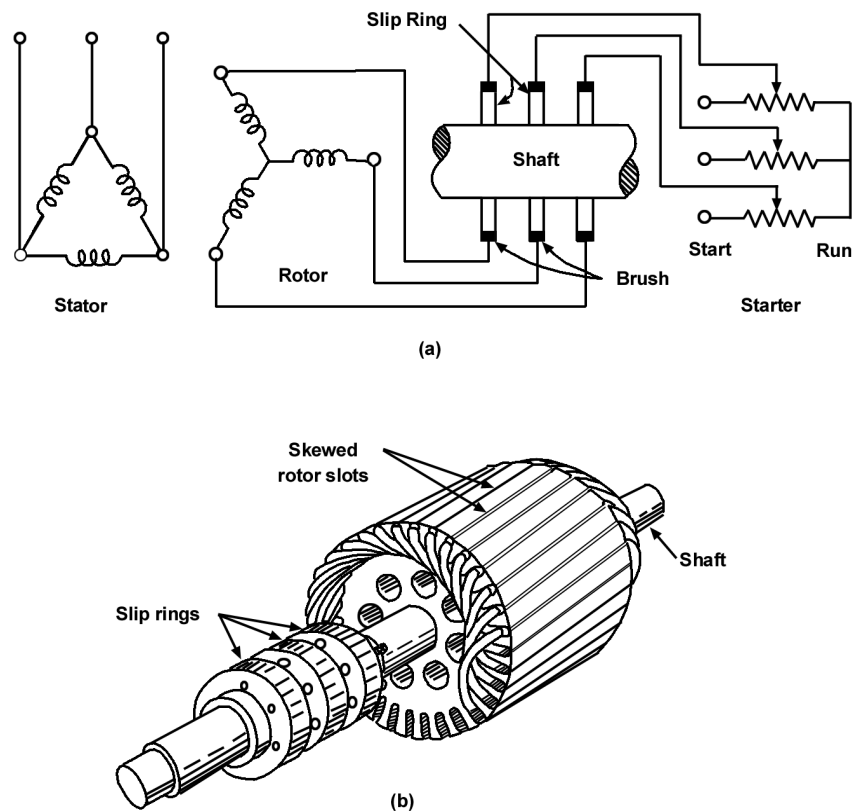 Slip Ring
Shaft
Start
Run
Rotor
Brush
Stator
Starter
(a)
Skewed
rotor slots
Shaft
Slip rings
(b)